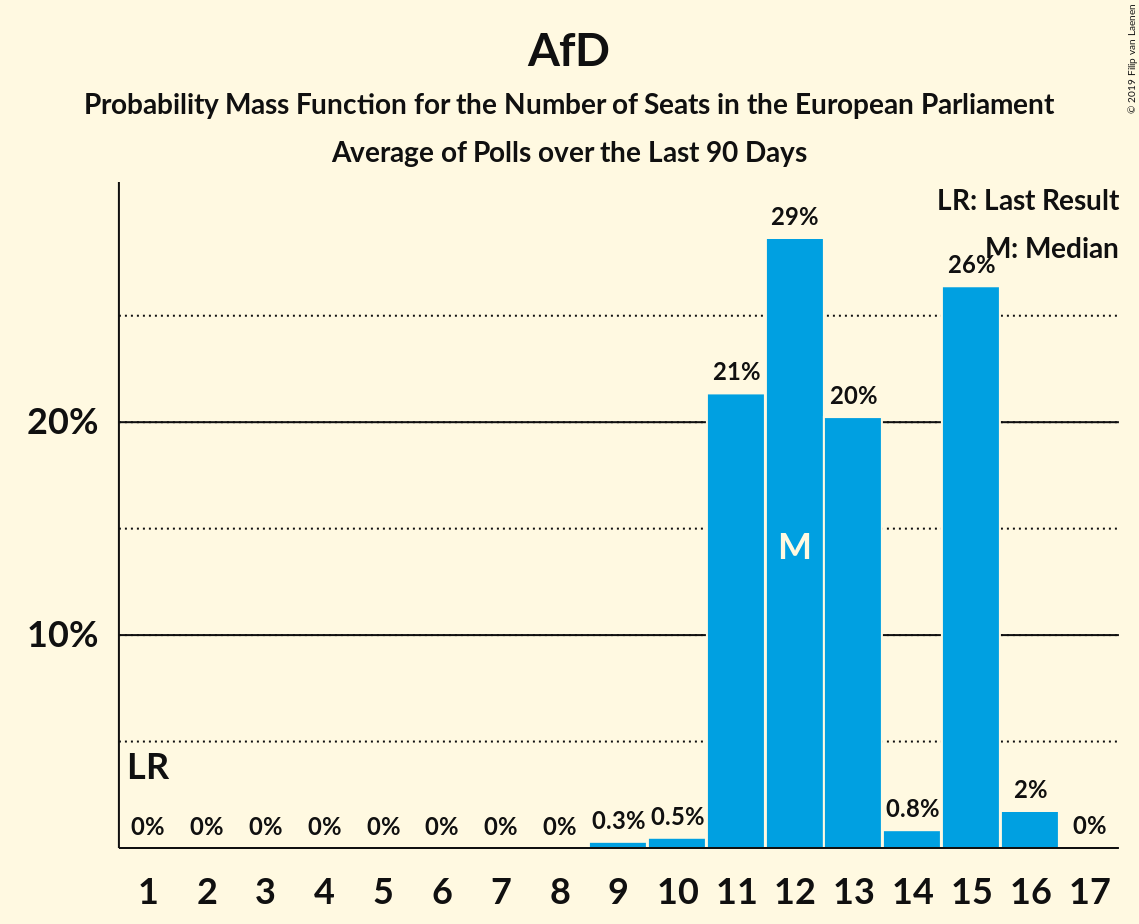 AfD
Probability Mass Function for the Number of Seats in the European Parliament
Average of Polls over the Last 90 Days
© 2019 Filip van Laenen
LR: Last Result
M: Median
29%
26%
21%
20%
20%
M
10%
LR
0% 0% 0% 0% 0% 0% 0% 0% 0.3% 0.5% 0.8% 2% 0%
1 2 3 4 5 6 7 8 9 10 11 12 13 14 15 16 17